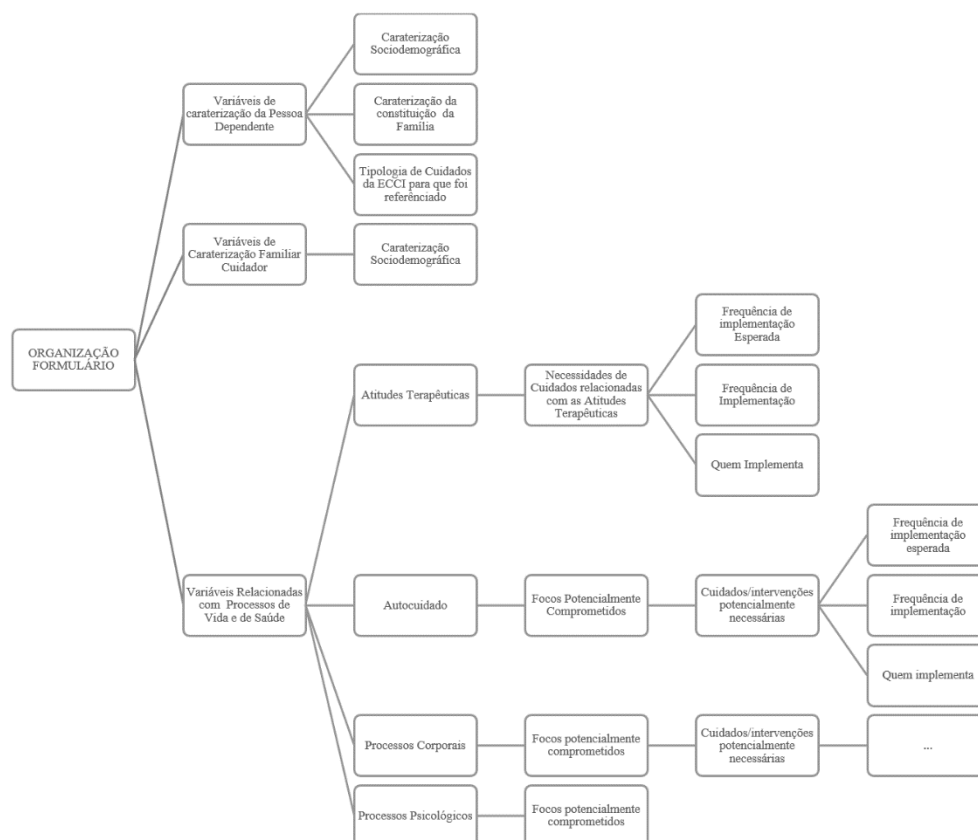 Caraterização
Sociodemográfica
Variáveis de
caraterização da Pessoa
Dependente
Caraterização da
constituição da
Família
Tipologia de Cuidados
da ECCI para que foi
referênciado
Variáveis de
Caraterização Familiar
Cuidador
Caraterização
Sociodemográfica
ORGANIZAÇÃO
FORMULÁRIO
Frequência de
implementação
Esperada
Atitudes Terapêuticas
Necessidades de
Cuidados relacionadas
com as Atitudes
Terapêuticas
Frequência de
Implementação
Quem Implementa
Variáveis Relacionadas
com Processos de
Vida e de Saúde
Autocuidado
Focos Potencialmente
Comprometidos
Cuidados/intervenções
potencialmente
necessárias
Frequência de
implementação
esperada
Frequência de
implementação
Quem implementa
Processos Corporais
Focos potencialmente
comprometidos
Cuidados/intervenções
potencialmente
necessárias
...
Processos Psicológicos
Focos potencialmente
comprometidos